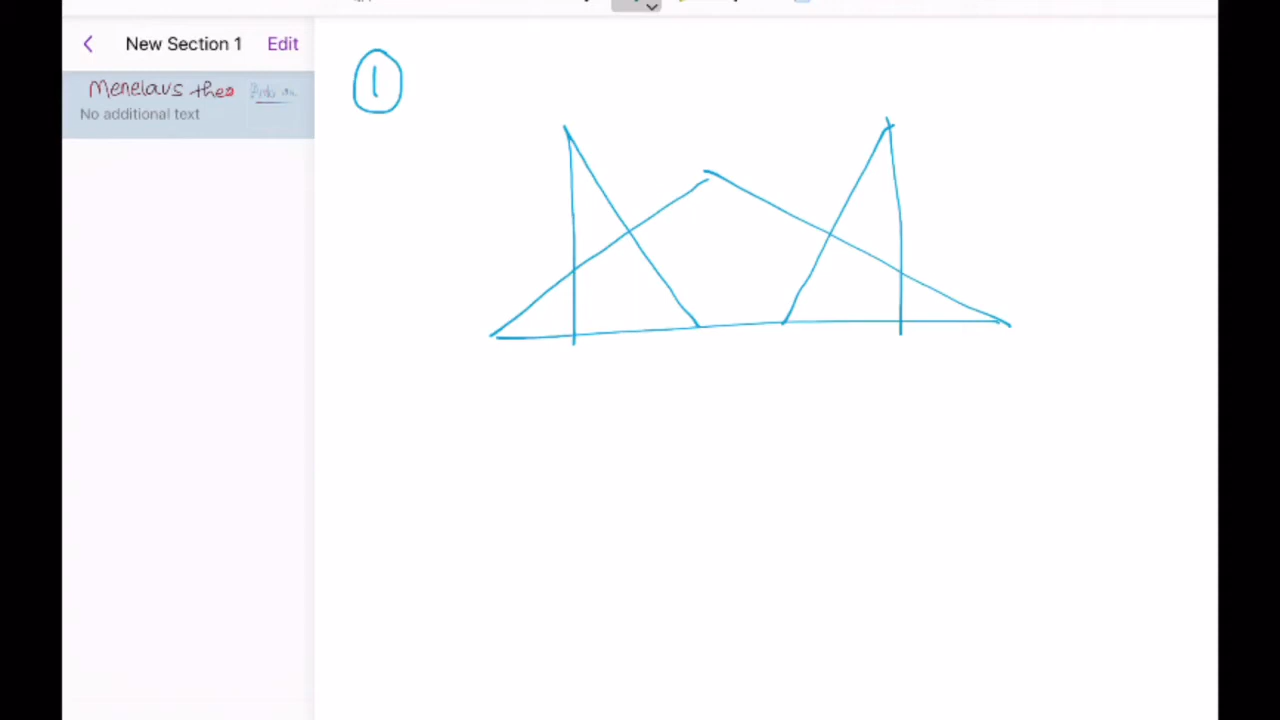 New Section 1 Edit
Menelaus theo
No additional text
1